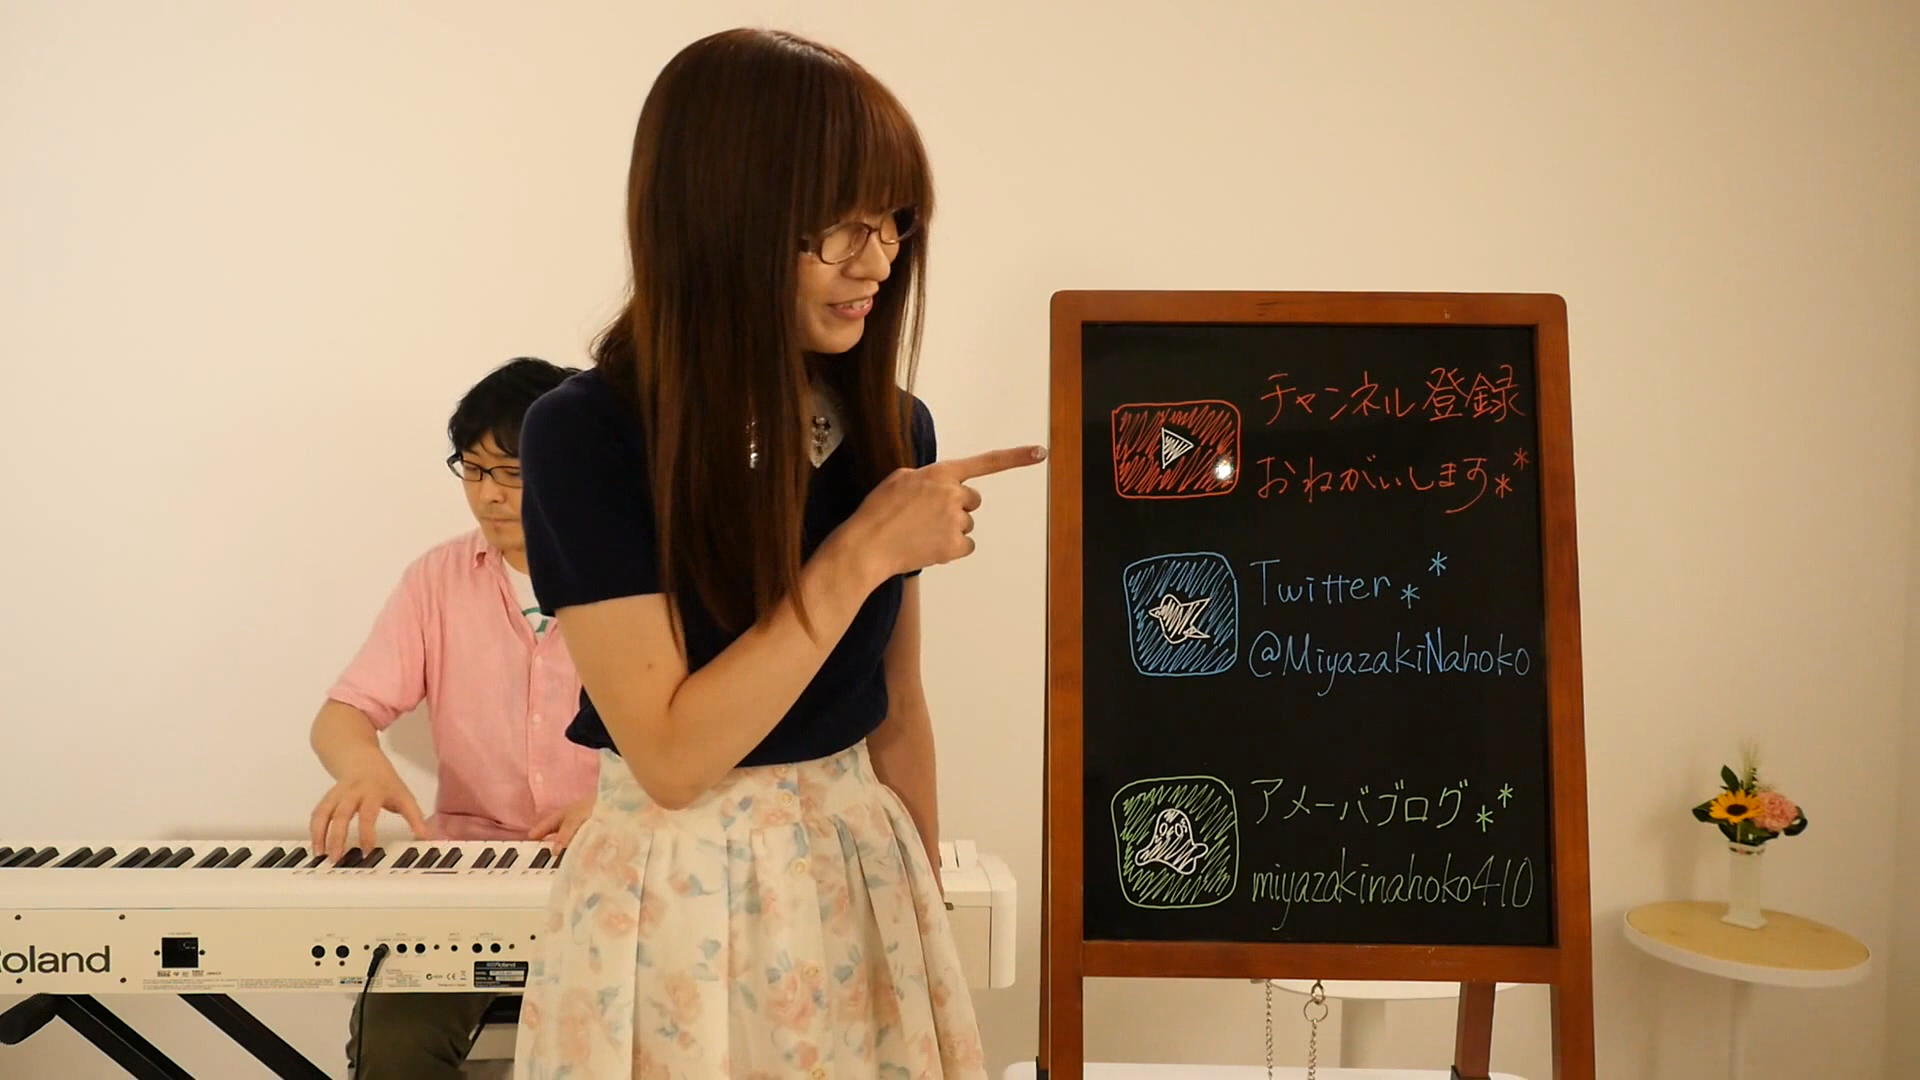 チャンネル登録
おねがいします**
Twitter**
@MiyazakiNahoko
アメーバブログ**
miyazakinahoko410
Roland
Roland